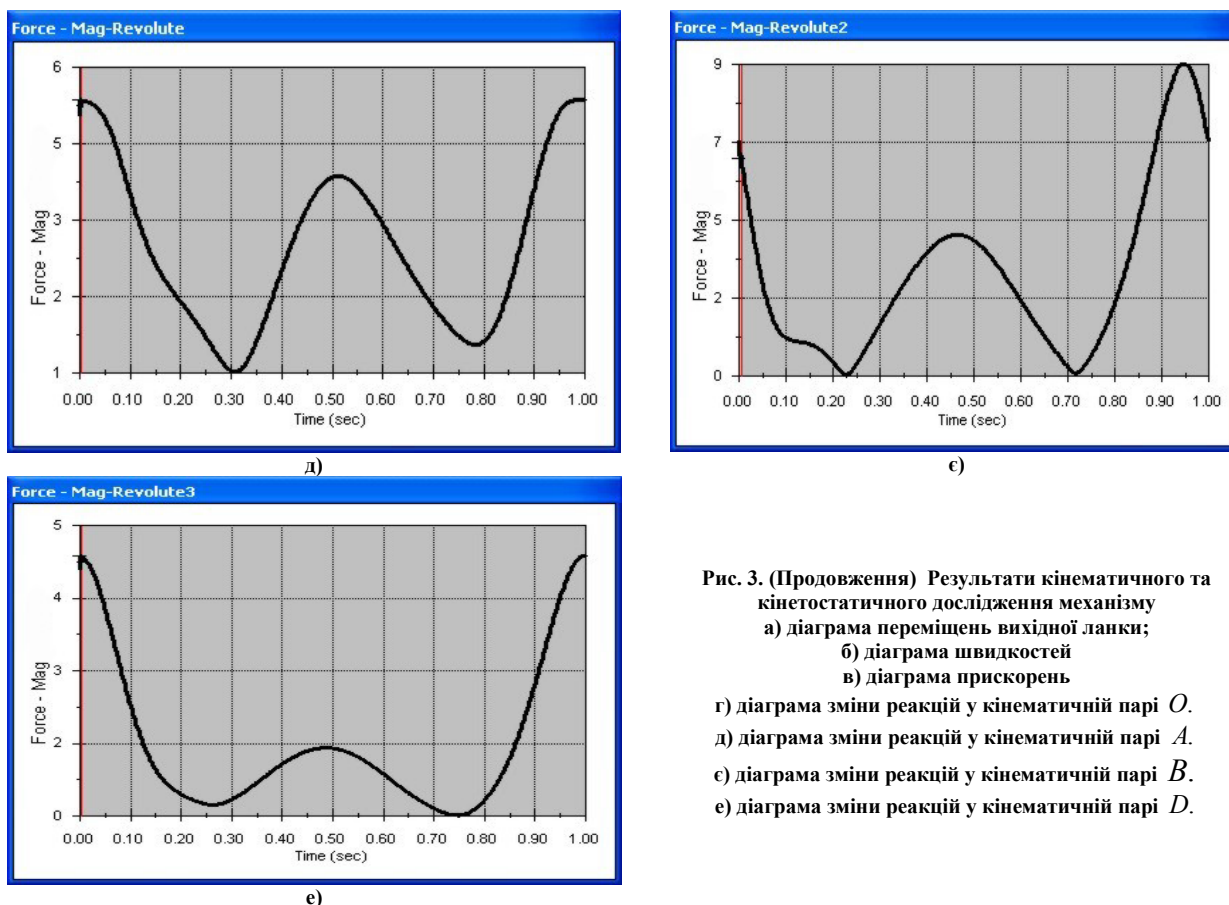 Force - Mag-Revolute
6
5
3
2
1
Force - Mag
0.00 0.10 0.20 0.30 0.40 0.50 0.60 0.70 0.80 0.90 1.00
Time (sec)
д)
Force - Mag-Revolute2
9
7
5
2
0
Force - Mag
0.00 0.10 0.20 0.30 0.40 0.50 0.60 0.70 0.80 0.90 1.00
Time (sec)
є)
Force - Mag-Revolute3
5
4
3
2
0
Force - Mag
0.00 0.10 0.20 0.30 0.40 0.50 0.60 0.70 0.80 0.90 1.00
Time (sec)
е)
Рис. 3. (Продовження) Результати кінематичного та
кінетостатичного дослідження механізму
а) діаграма переміщень вихідної ланки;
б) діаграма швидкостей
в) діаграма прискорень
г) діаграма зміни реакцій у кінематичній парі O.
д) діаграма зміни реакцій у кінематичній парі A.
є) діаграма зміни реакцій у кінематичній парі B.
е) діаграма зміни реакцій у кінематичній парі D.